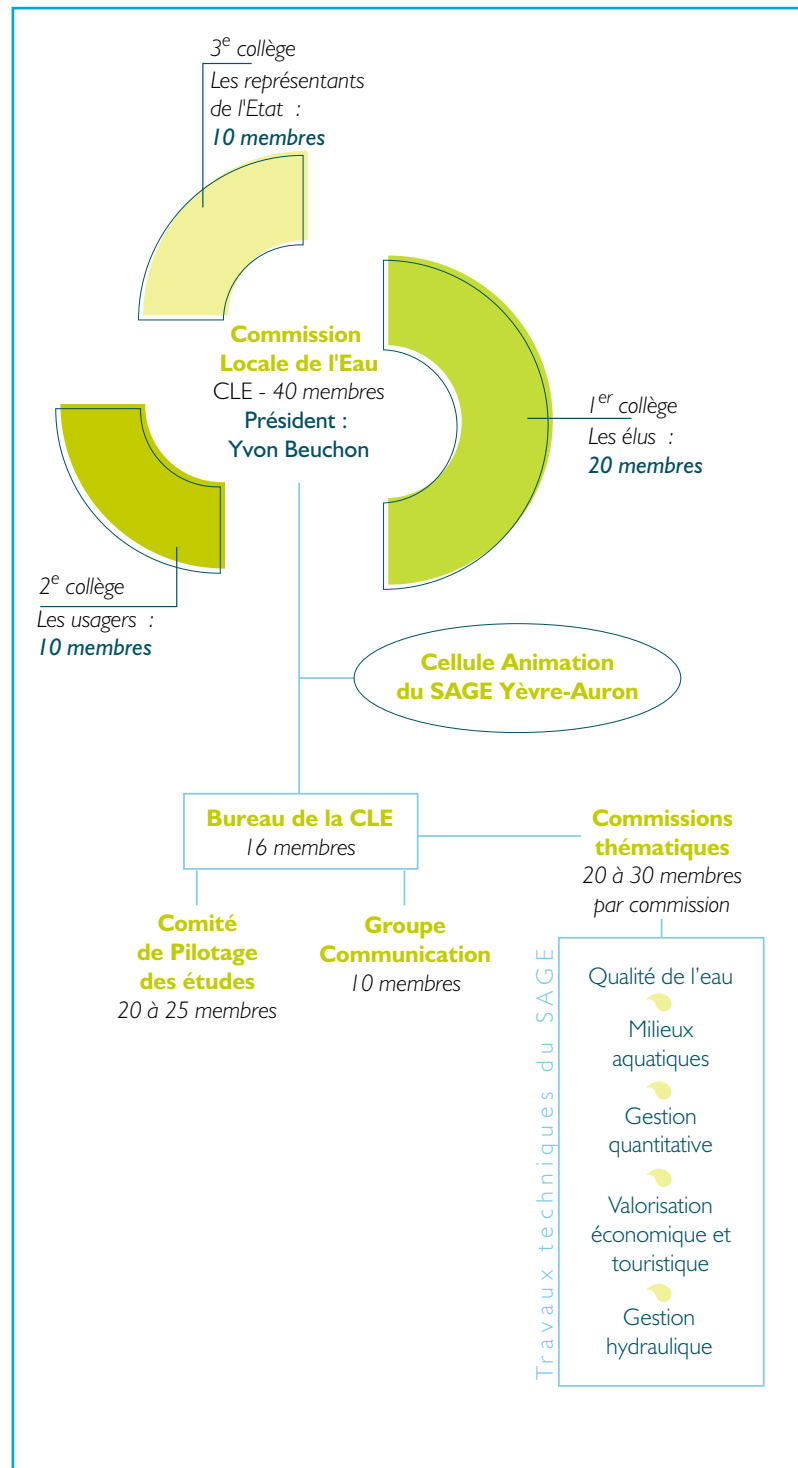 3e collège
Les représentants
de l'Etat :
10 membres
Commission
Locale de l'Eau
CLE - 40 membres
Président :
Yvon Beuchon
1er collège
Les élus :
20 membres
2e collège
Les usagers :
10 membres
Cellule Animation
du SAGE Yèvre-Auron
Bureau de la CLE
16 membres
Commissions
thématiques
20 à 30 membres
par commission
Comité
de Pilotage
des études
20 à 25 membres
Groupe
Communication
10 membres
Travaux techniques du SAGE
Qualité de l’eau
Milieux
aquatiques
Gestion
quantitative
Valorisation
économique et
touristique
Gestion
hydraulique